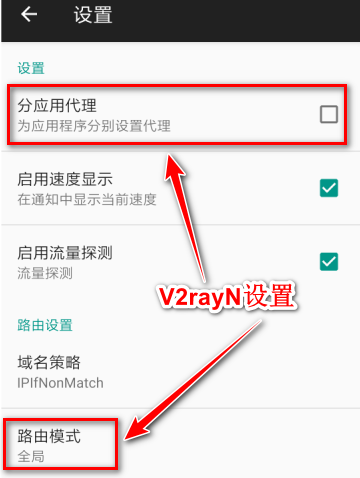 设置
设置
分应用代理
为应用程序分别设置代理
启用速度显示
在通知中显示当前速度
启用流量探测
流量探测
V2rayN设置
路由设置
域名策略
IPIfNonMatch
路由模式
全局